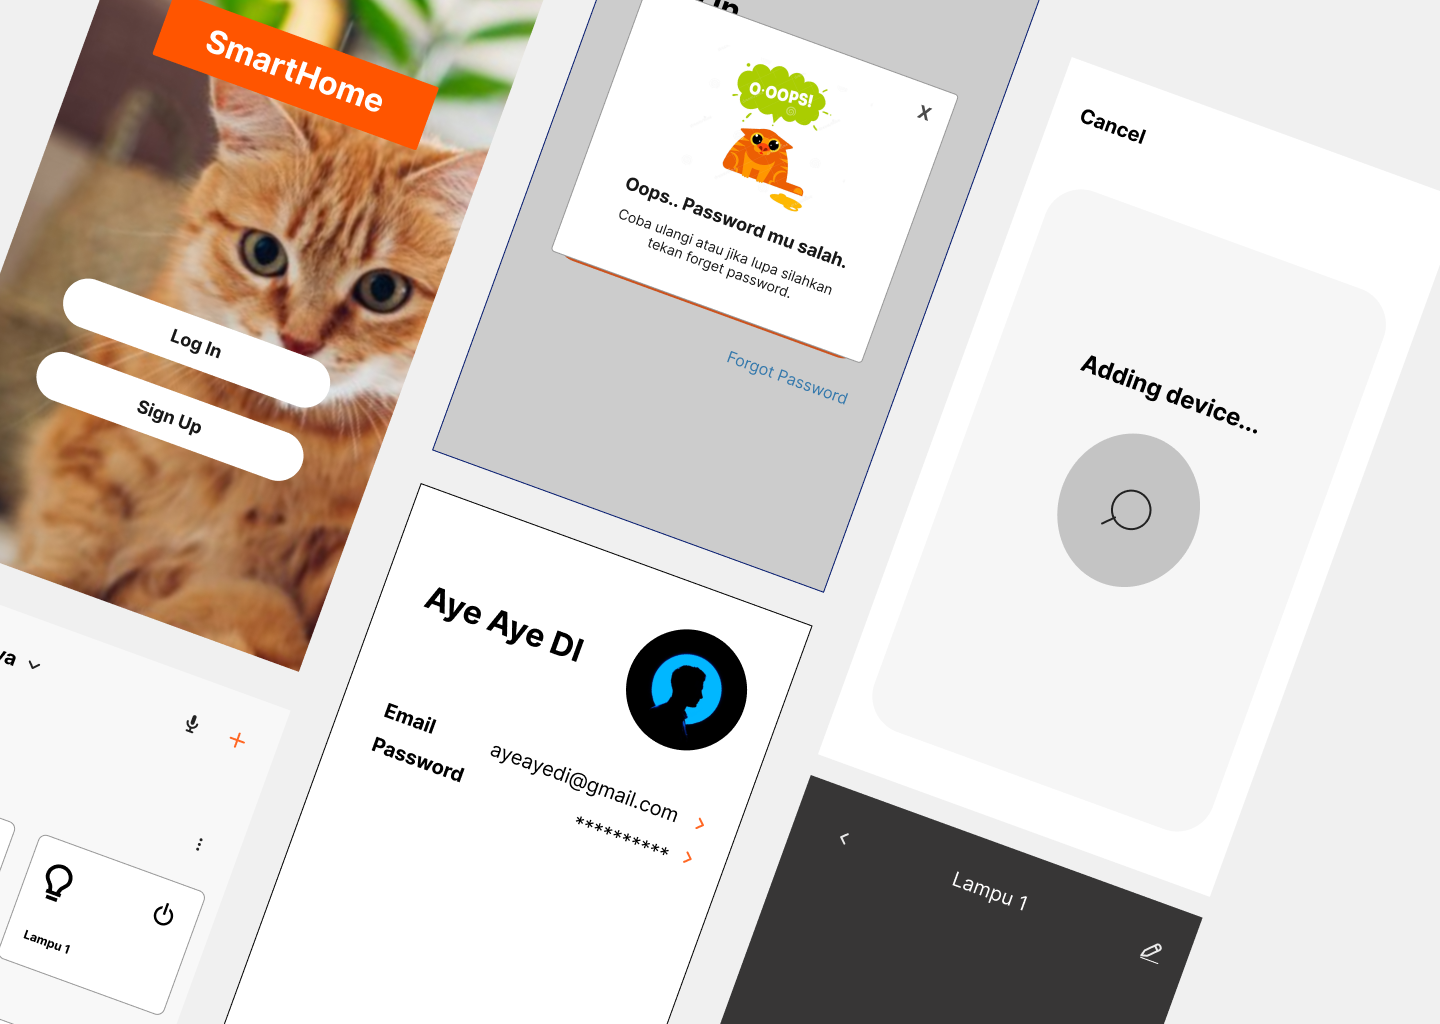 SmartHome
Log In
Sign Up
In
O-OOPS!
X
Oops.. Password mu salah.
Coba ulangi atau jika lupa silahkan
tekan forget password.
Forgot Password
Cancel
Adding device...
Aye Aye DI
Email
ayeayedi@gmail.com
Password
**********
Lampu 1
Lampu 1